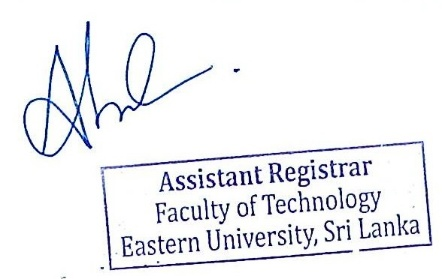 Assistant Registrar
Faculty of Technology
Eastern University, Sri Lanka